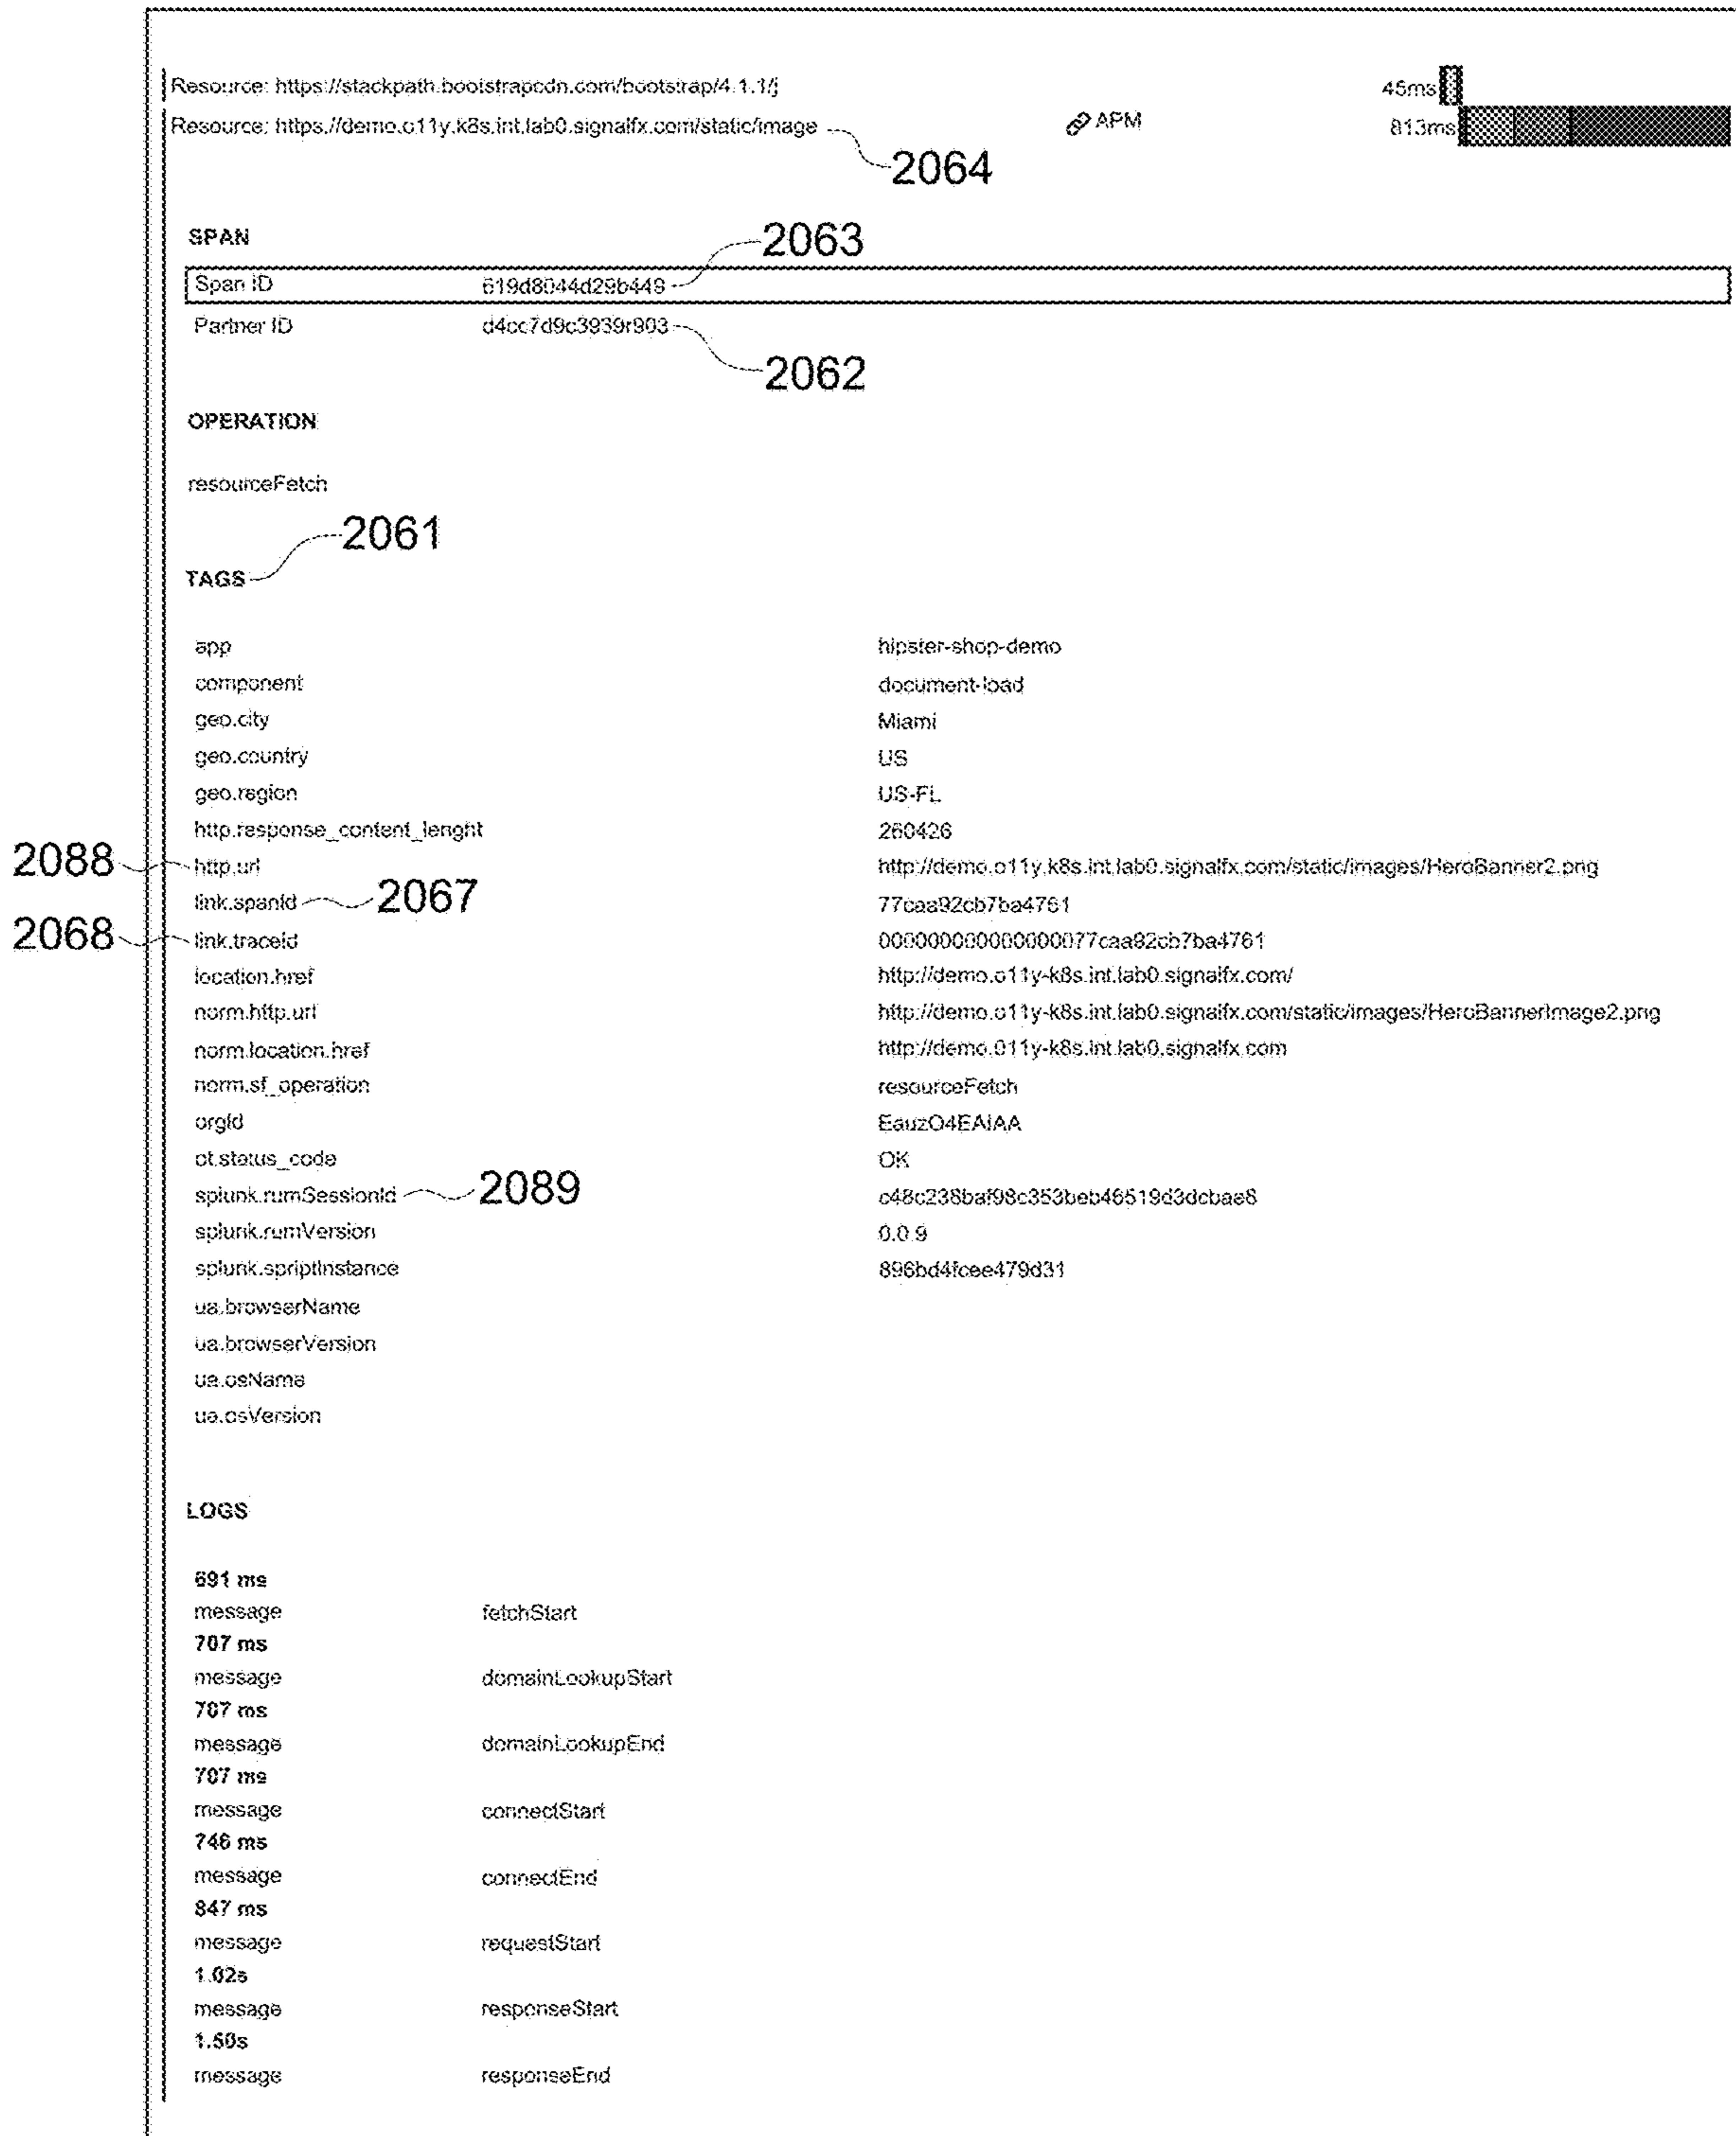 Resource: https://stackpath.bootstrapcdn.com/bootstrap/4.1.1/j 45ms
Resource: https://demo.o11y.k8s.int.lab0.signalfx.com/static/image APM 813ms
2064
SPAN 2063
Span ID 619d8044d29b449
Partner ID d4cc7d9c3939r903
2062
OPERATION
resourceFetch
2061
TAGS
app hipster-shop-demo
component document-load
geo.city Miami
geo.country US
geo.region US-FL
http.response_content_lenght 260426
2088 http.url http://demo.o11y.k8s.int.lab0.signalfx.com/static/images/HeroBanner2.png
link.spanId 2067 77caa92cb7ba4761
2068 link.traceId 000000000000000077caa92cb7ba4761
location.href http://demo.o11y-k8s.int.lab0.signalfx.com/
norm.http.url http://demo.o11y-k8s.int.lab0.signalfx.com/static/images/HeroBannerImage2.png
norm.location.href http://demo.011y-k8s.int.lab0.signalfx.com
norm.sf_operation resourceFetch
orgId EauzO4EAIAA
ot.status_code OK
splunk.rumSessionId 2089 c48c238baf98c353beb46519d3dcbae8
splunk.rumVersion 0.0.9
splunk.spriptInstance 896bd4fcee479d31
ua.browserName
ua.browserVersion
ua.osName
ua.osVersion
LOGS
691 ms
message fetchStart
707 ms
message domainLookupStart
707 ms
message domainLookupEnd
707 ms
message connectStart
746 ms
message connectEnd
847 ms
message requestStart
1.02s
message responseStart
1.50s
message responseEnd